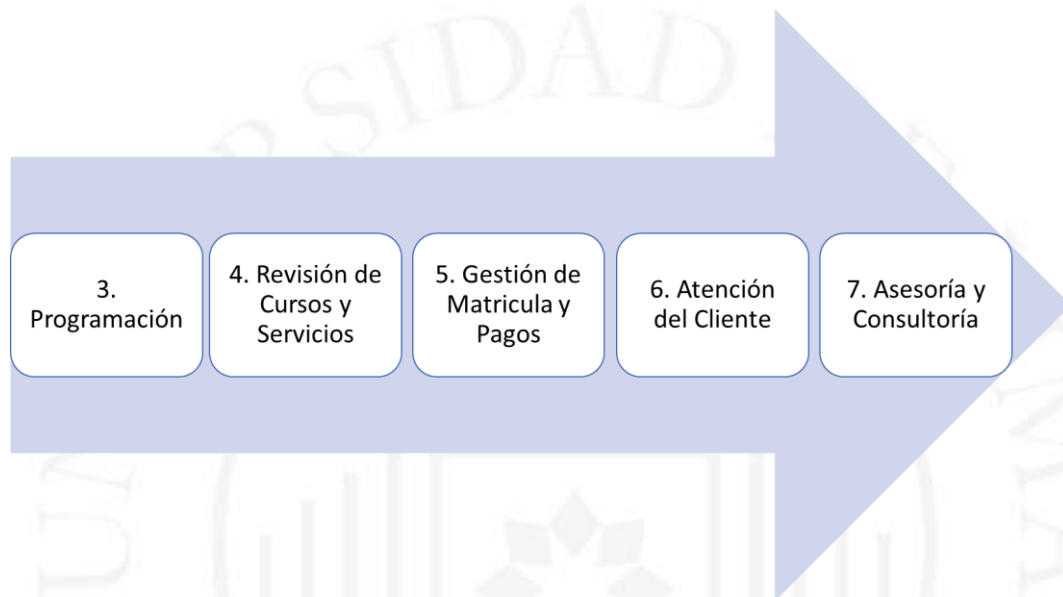 3.
Programación
4. Revisión de
Cursos y
Servicios
5. Gestión de
Matricula y
Pagos
6. Atención
del Cliente
7. Asesoría y
Consultoría